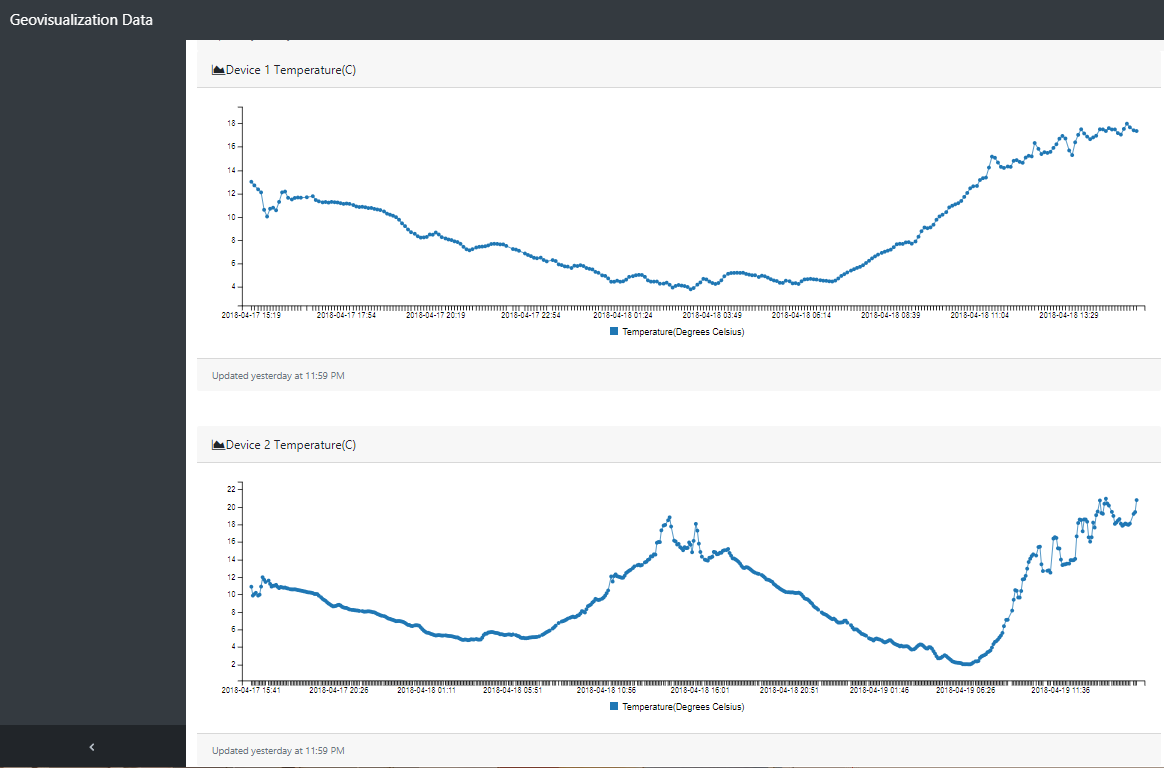 Geovisualization Data
Device 1 Temperature(C)
18
16
14
12
10
8
6
4
2018-04-17 15:19 2018-04-17 17:54 2018-04-17 20:19 2018-04-17 22:54 2018-04-18 01:24 2018-04-18 03:49 2018-04-18 06:14 2018-04-18 08:39 2018-04-18 11:04 2018-04-18 13:29
Temperature(Degrees Celsius)
Updated yesterday at 11:59 PM
Device 2 Temperature(C)
22
20
18
16
14
12
10
8
6
4
2
2018-04-17 15:41 2018-04-17 20:26 2018-04-18 01:11 2018-04-18 05:51 2018-04-18 10:56 2018-04-18 16:01 2018-04-18 20:51 2018-04-19 01:46 2018-04-19 06:26 2018-04-19 11:36
Temperature(Degrees Celsius)
Updated yesterday at 11:59 PM